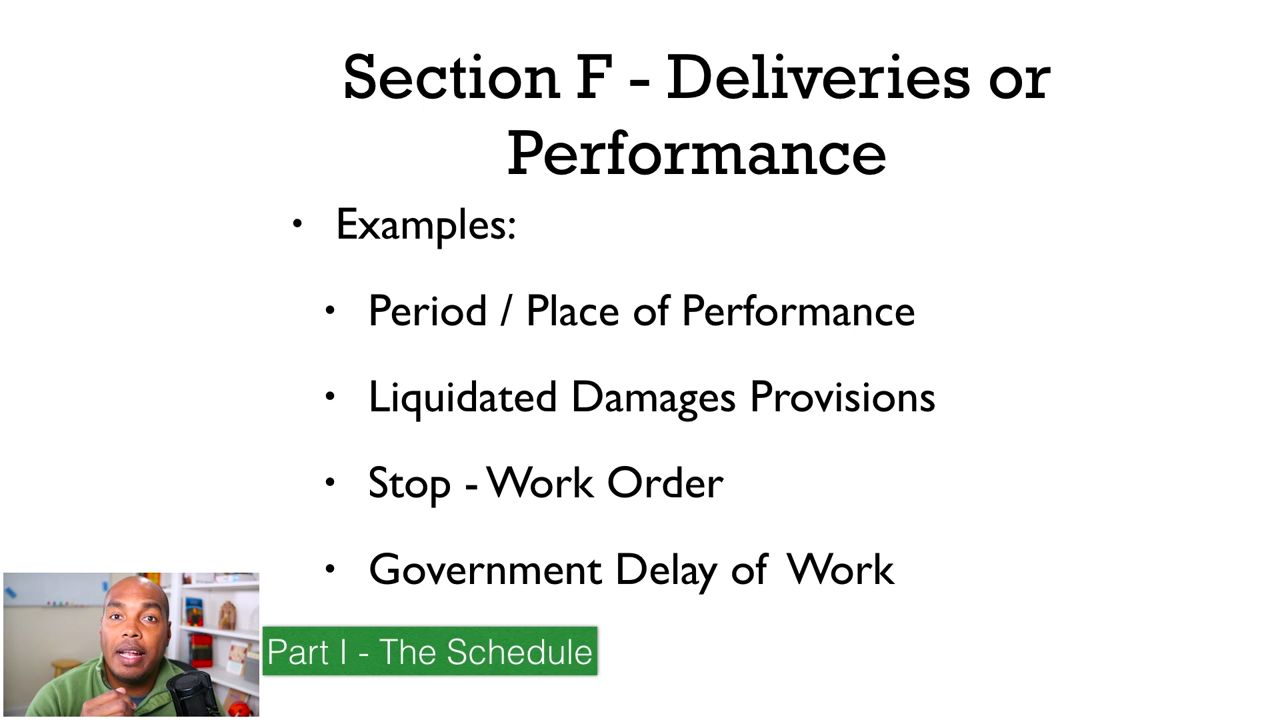 Section F - Deliveries or
Performance
• Examples:
• Period / Place of Performance
• Liquidated Damages Provisions
• Stop - Work Order
• Government Delay of Work
Part I - The Schedule